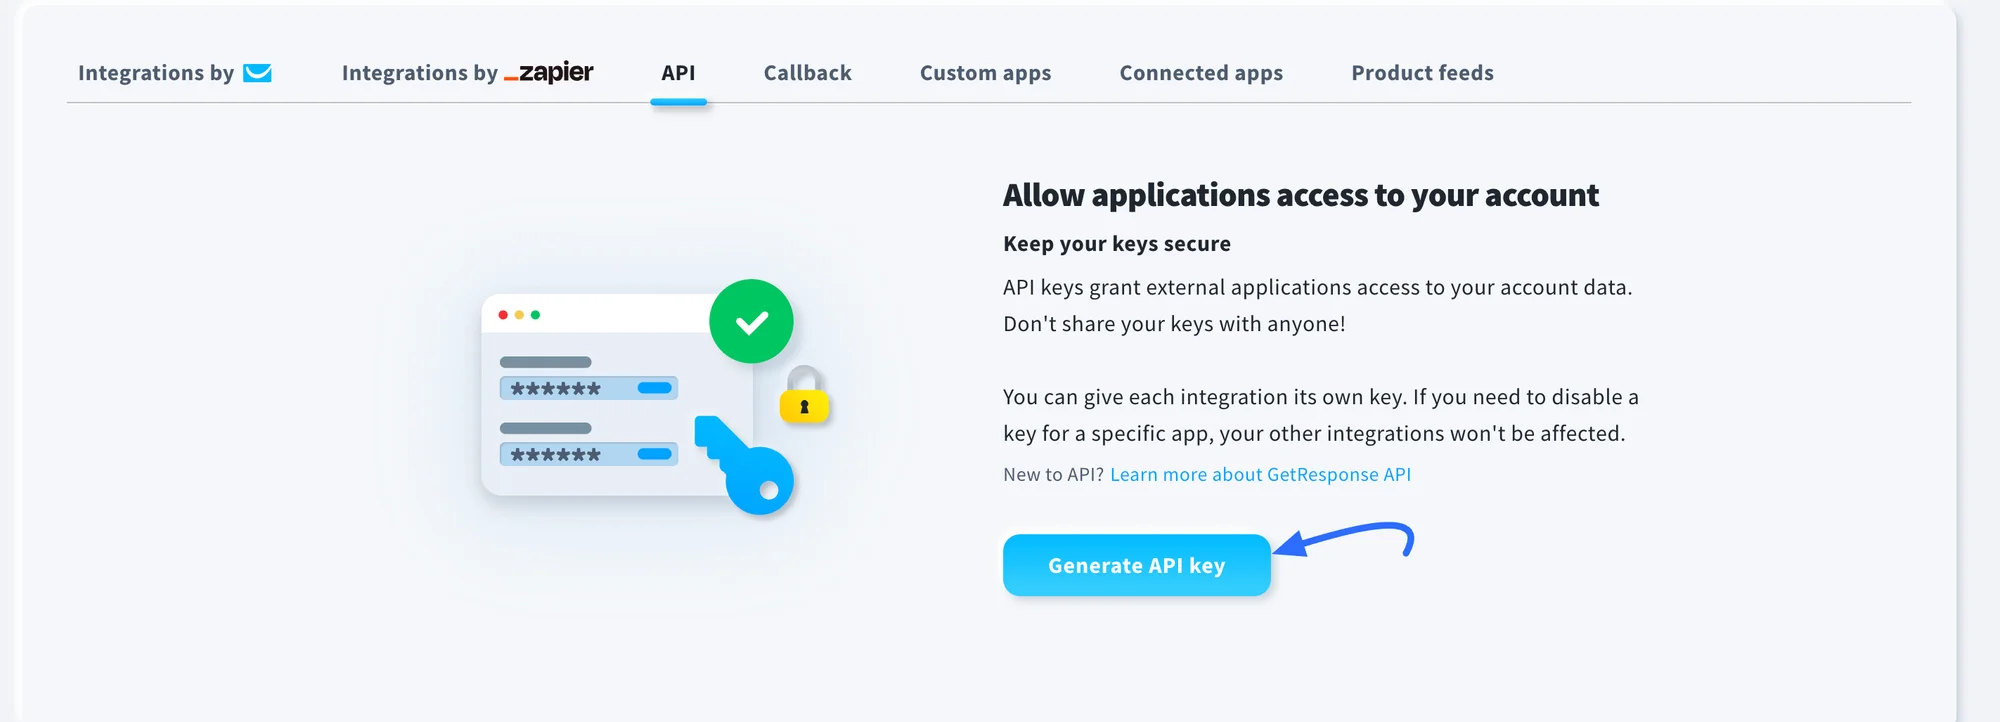 Integrations by
Integrations by zapier
API
Callback
Custom apps
Connected apps
Product feeds
Allow applications access to your account
Keep your keys secure
API keys grant external applications access to your account data.
Don't share your keys with anyone!
You can give each integration its own key. If you need to disable a
key for a specific app, your other integrations won't be affected.
New to API? Learn more about GetResponse API
Generate API key
******
******